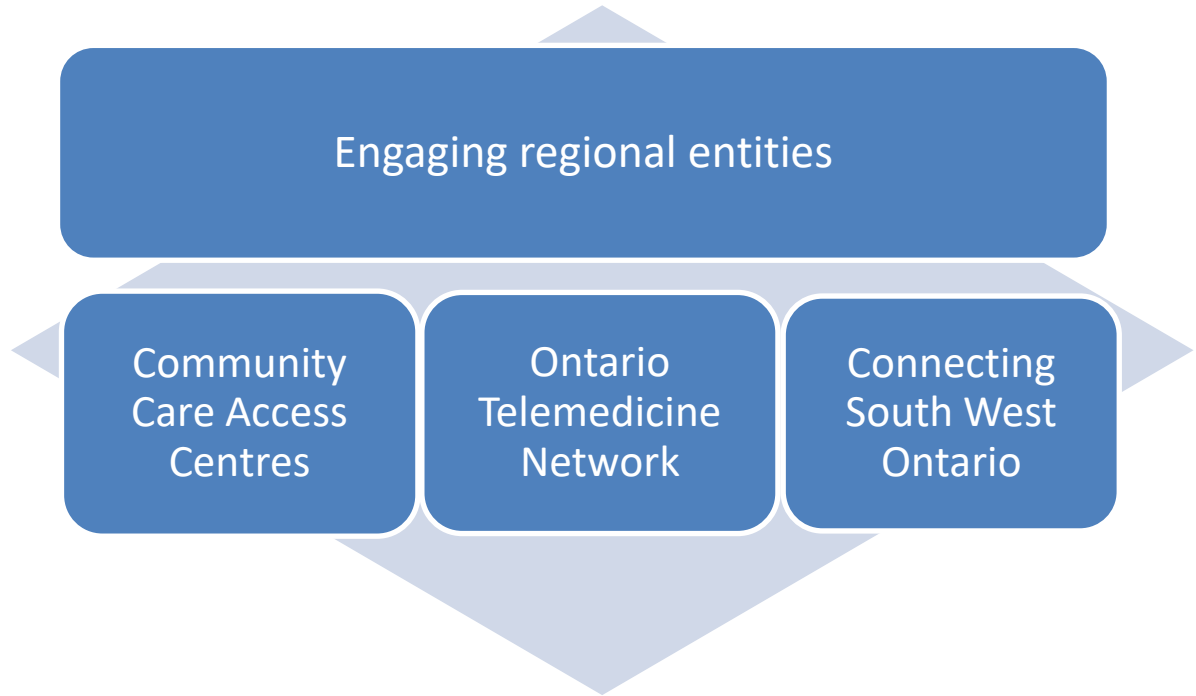 Engaging regional entities
Community
Care Access
Centres
Ontario
Telemedicine
Network
Connecting
South West
Ontario